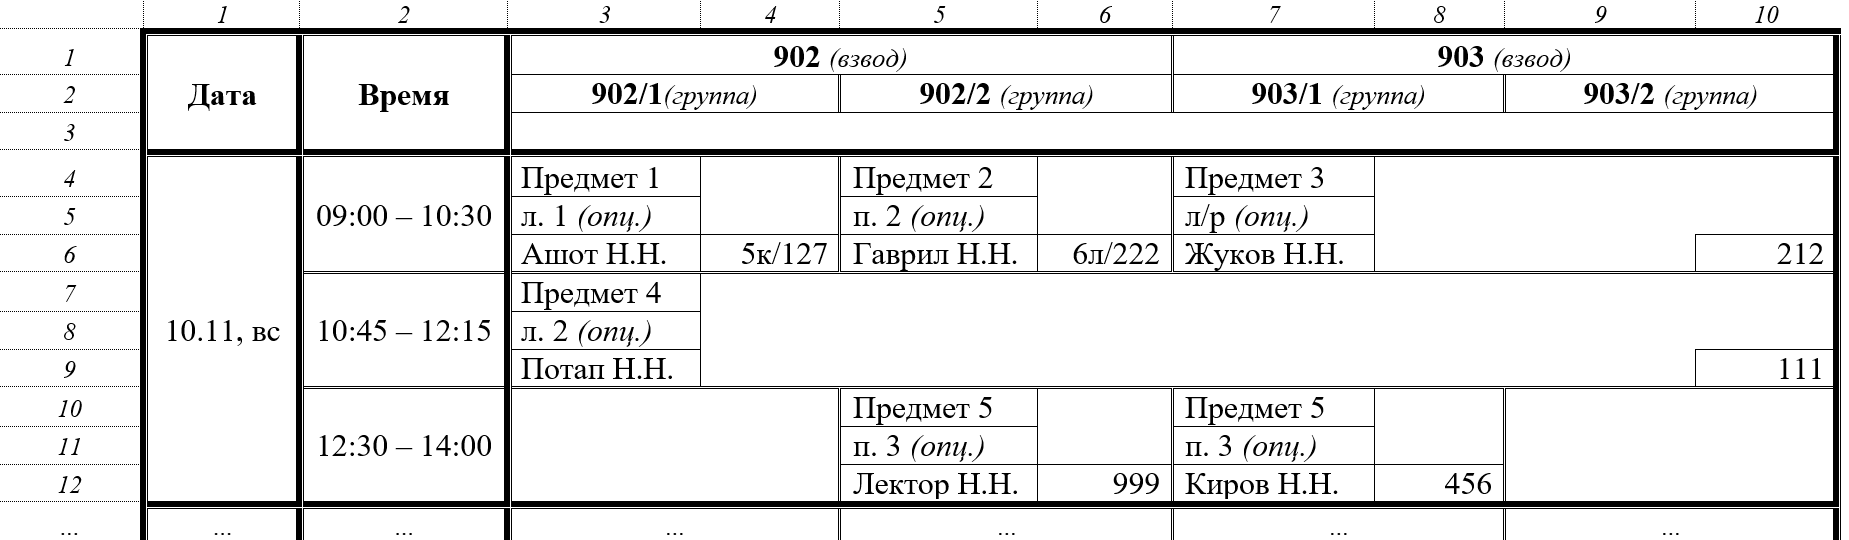 1 2 3 4 5 6 7 8 9 10
1 902 (взвод) 903 (взвод)
Дата Время
2 902/1(группа) 902/2 (группа) 903/1 (группа) 903/2 (группа)
3
4 Предмет 1 Предмет 2 Предмет 3
5 09:00 – 10:30 л. 1 (опц.) п. 2 (опц.) л/р (опц.)
6 Ашот Н.Н. 5к/127 Гаврил Н.Н. 6л/222 Жуков Н.Н. 212
7 Предмет 4
8 10.11, вс 10:45 – 12:15 л. 2 (опц.)
9 Потап Н.Н. 111
10 Предмет 5 Предмет 5
11 12:30 – 14:00 п. 3 (опц.) п. 3 (опц.)
12 Лектор Н.Н. 999 Киров Н.Н. 456
... ... ... ... ... ... ...